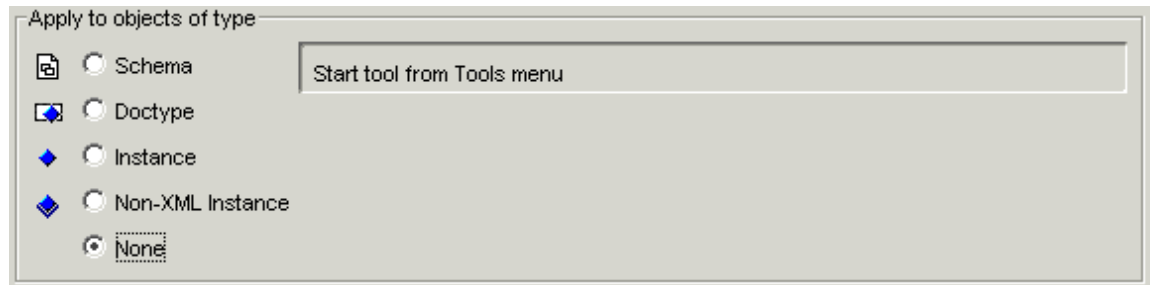 Apply to objects of type
Schema
Start tool from Tools menu
Doctype
Instance
Non-XML Instance
None